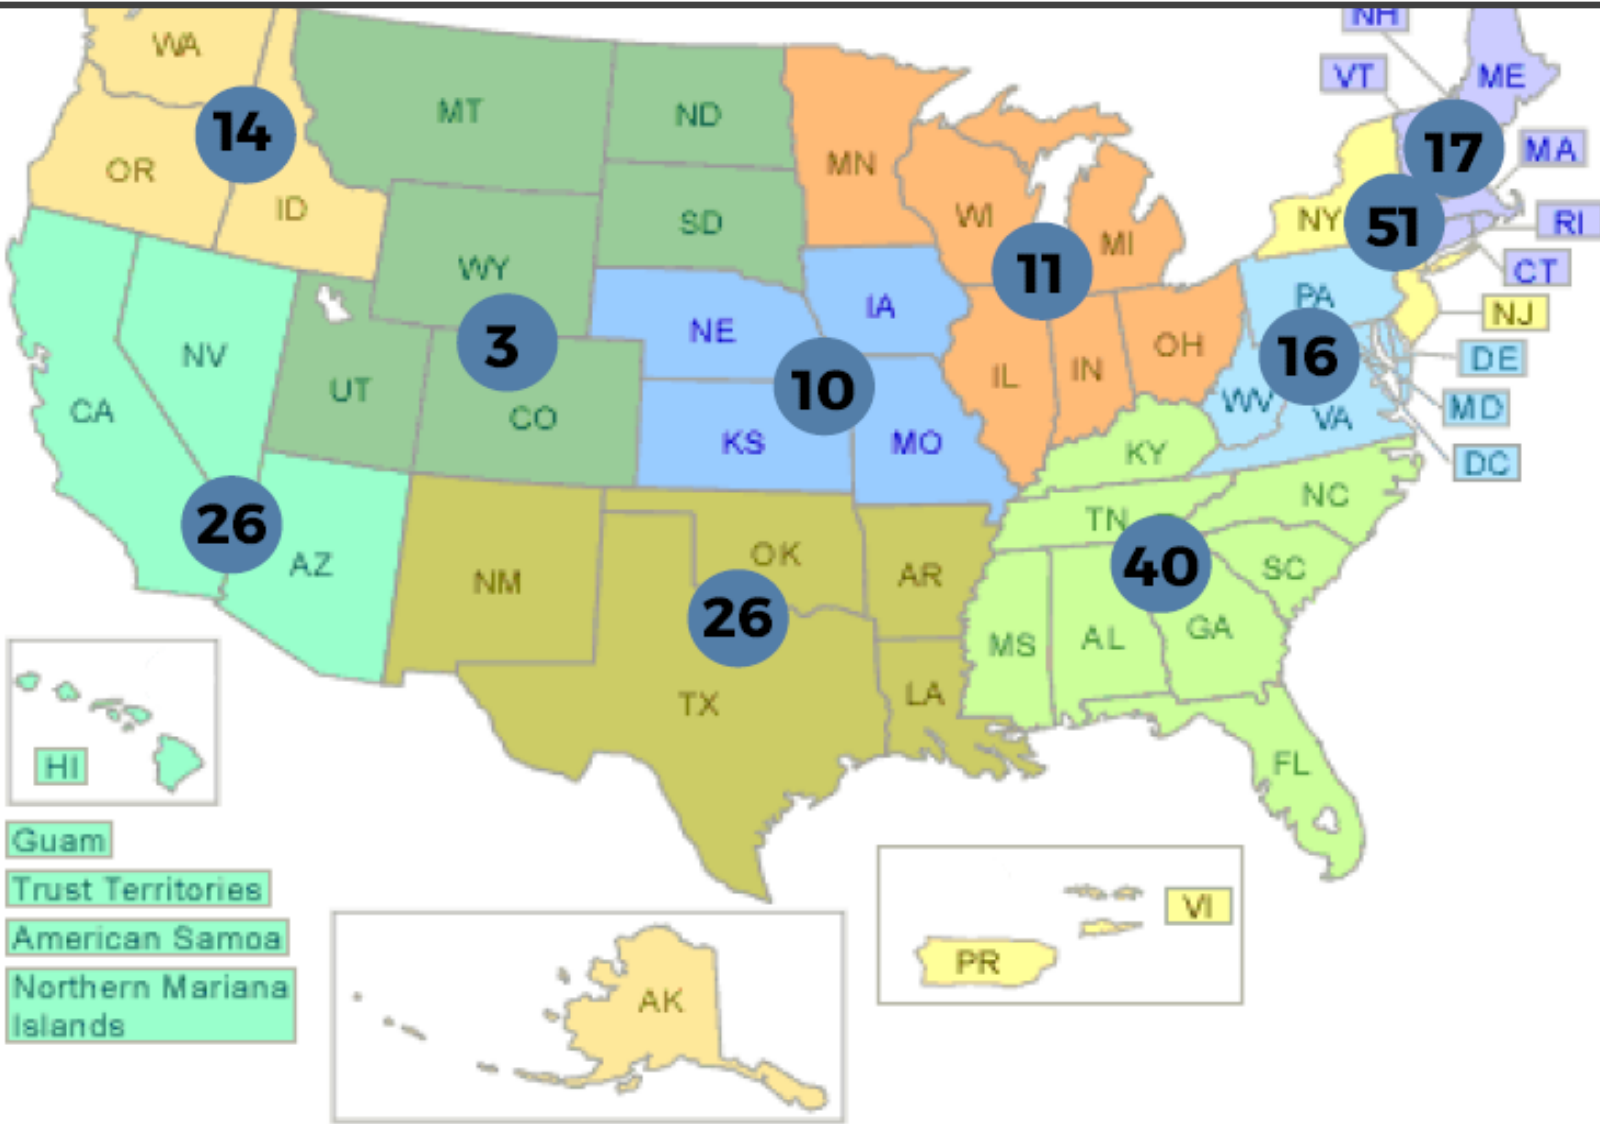 NH
WA
VT
ME
MT
ND
14
17
MA
OR
MN
ID
SD
WI
NY
51
RI
MI
WY
11
CT
PA
NE
IA
NJ
3
NV
16
DE
UT
10
IL
IN
OH
CA
CO
WV
VA
MD
KS
MO
KY
DC
26
NC
TN
AZ
NM
OK
AR
40
SC
26
MS
AL
GA
TX
LA
HI
FL
Guam
Trust Territories
VI
American Samoa
PR
Northern Mariana
Islands
AK